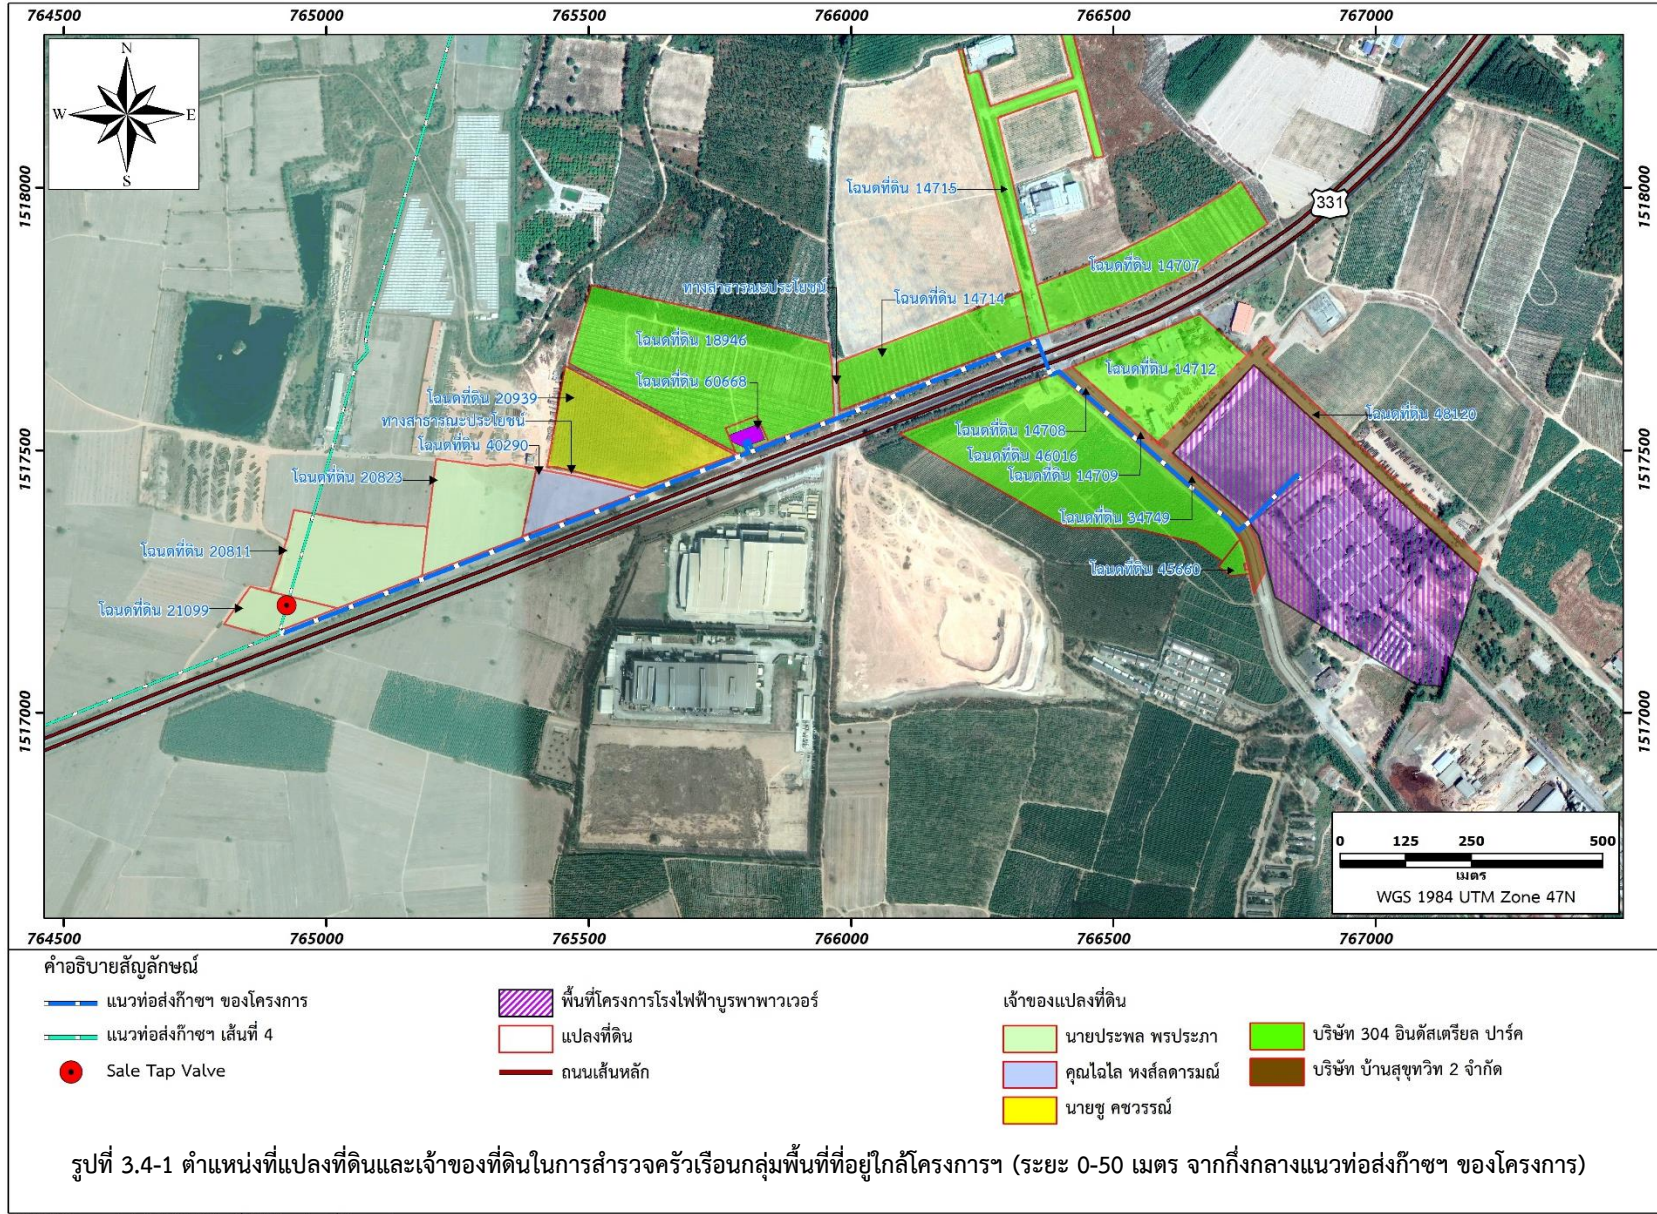 764500 765000 765500 766000 766500 767000
N
W E
S
1518000
1517500
1517000
1518000
1517500
1517000
331
โฉนดที่ดิน 14715
โฉนดที่ดิน 14707
ทางสาธารณะประโยชน์
โฉนดที่ดิน 14714
โฉนดที่ดิน 18946
โฉนดที่ดิน 14712
โฉนดที่ดิน 60668
โฉนดที่ดิน 20939
โฉนดที่ดิน 48120
ทางสาธารณะประโยชน์
โฉนดที่ดิน 14708
โฉนดที่ดิน 40290
โฉนดที่ดิน 46016
โฉนดที่ดิน 14709
โฉนดที่ดิน 20823
โฉนดที่ดิน 34749
โฉนดที่ดิน 20811
โฉนดที่ดิน 45660
โฉนดที่ดิน 21099
0 125 250 500
เมตร
WGS 1984 UTM Zone 47N
764500 765000 765500 766000 766500 767000
คำอธิบายสัญลักษณ์
แนวท่อส่งก๊าซฯ ของโครงการ
แนวท่อส่งก๊าซฯ เส้นที่ 4
Sale Tap Valve
พื้นที่โครงการโรงไฟฟ้าบูรพาพาวเวอร์
แปลงที่ดิน
ถนนเส้นหลัก
เจ้าของแปลงที่ดิน
นายประพล พรประภา
คุณไฉไล หงส์ลดารมณ์
นายชู คชวรรณ์
บริษัท 304 อินดัสเตรียล ปาร์ค
บริษัท บ้านสุขุทวิท 2 จำกัด
รูปที่ 3.4-1 ตำแหน่งที่แปลงที่ดินและเจ้าของที่ดินในการสำรวจครัวเรือนกลุ่มพื้นที่ที่อยู่ใกล้โครงการฯ (ระยะ 0-50 เมตร จากกึ่งกลางแนวท่อส่งก๊าซฯ ของโครงการ)